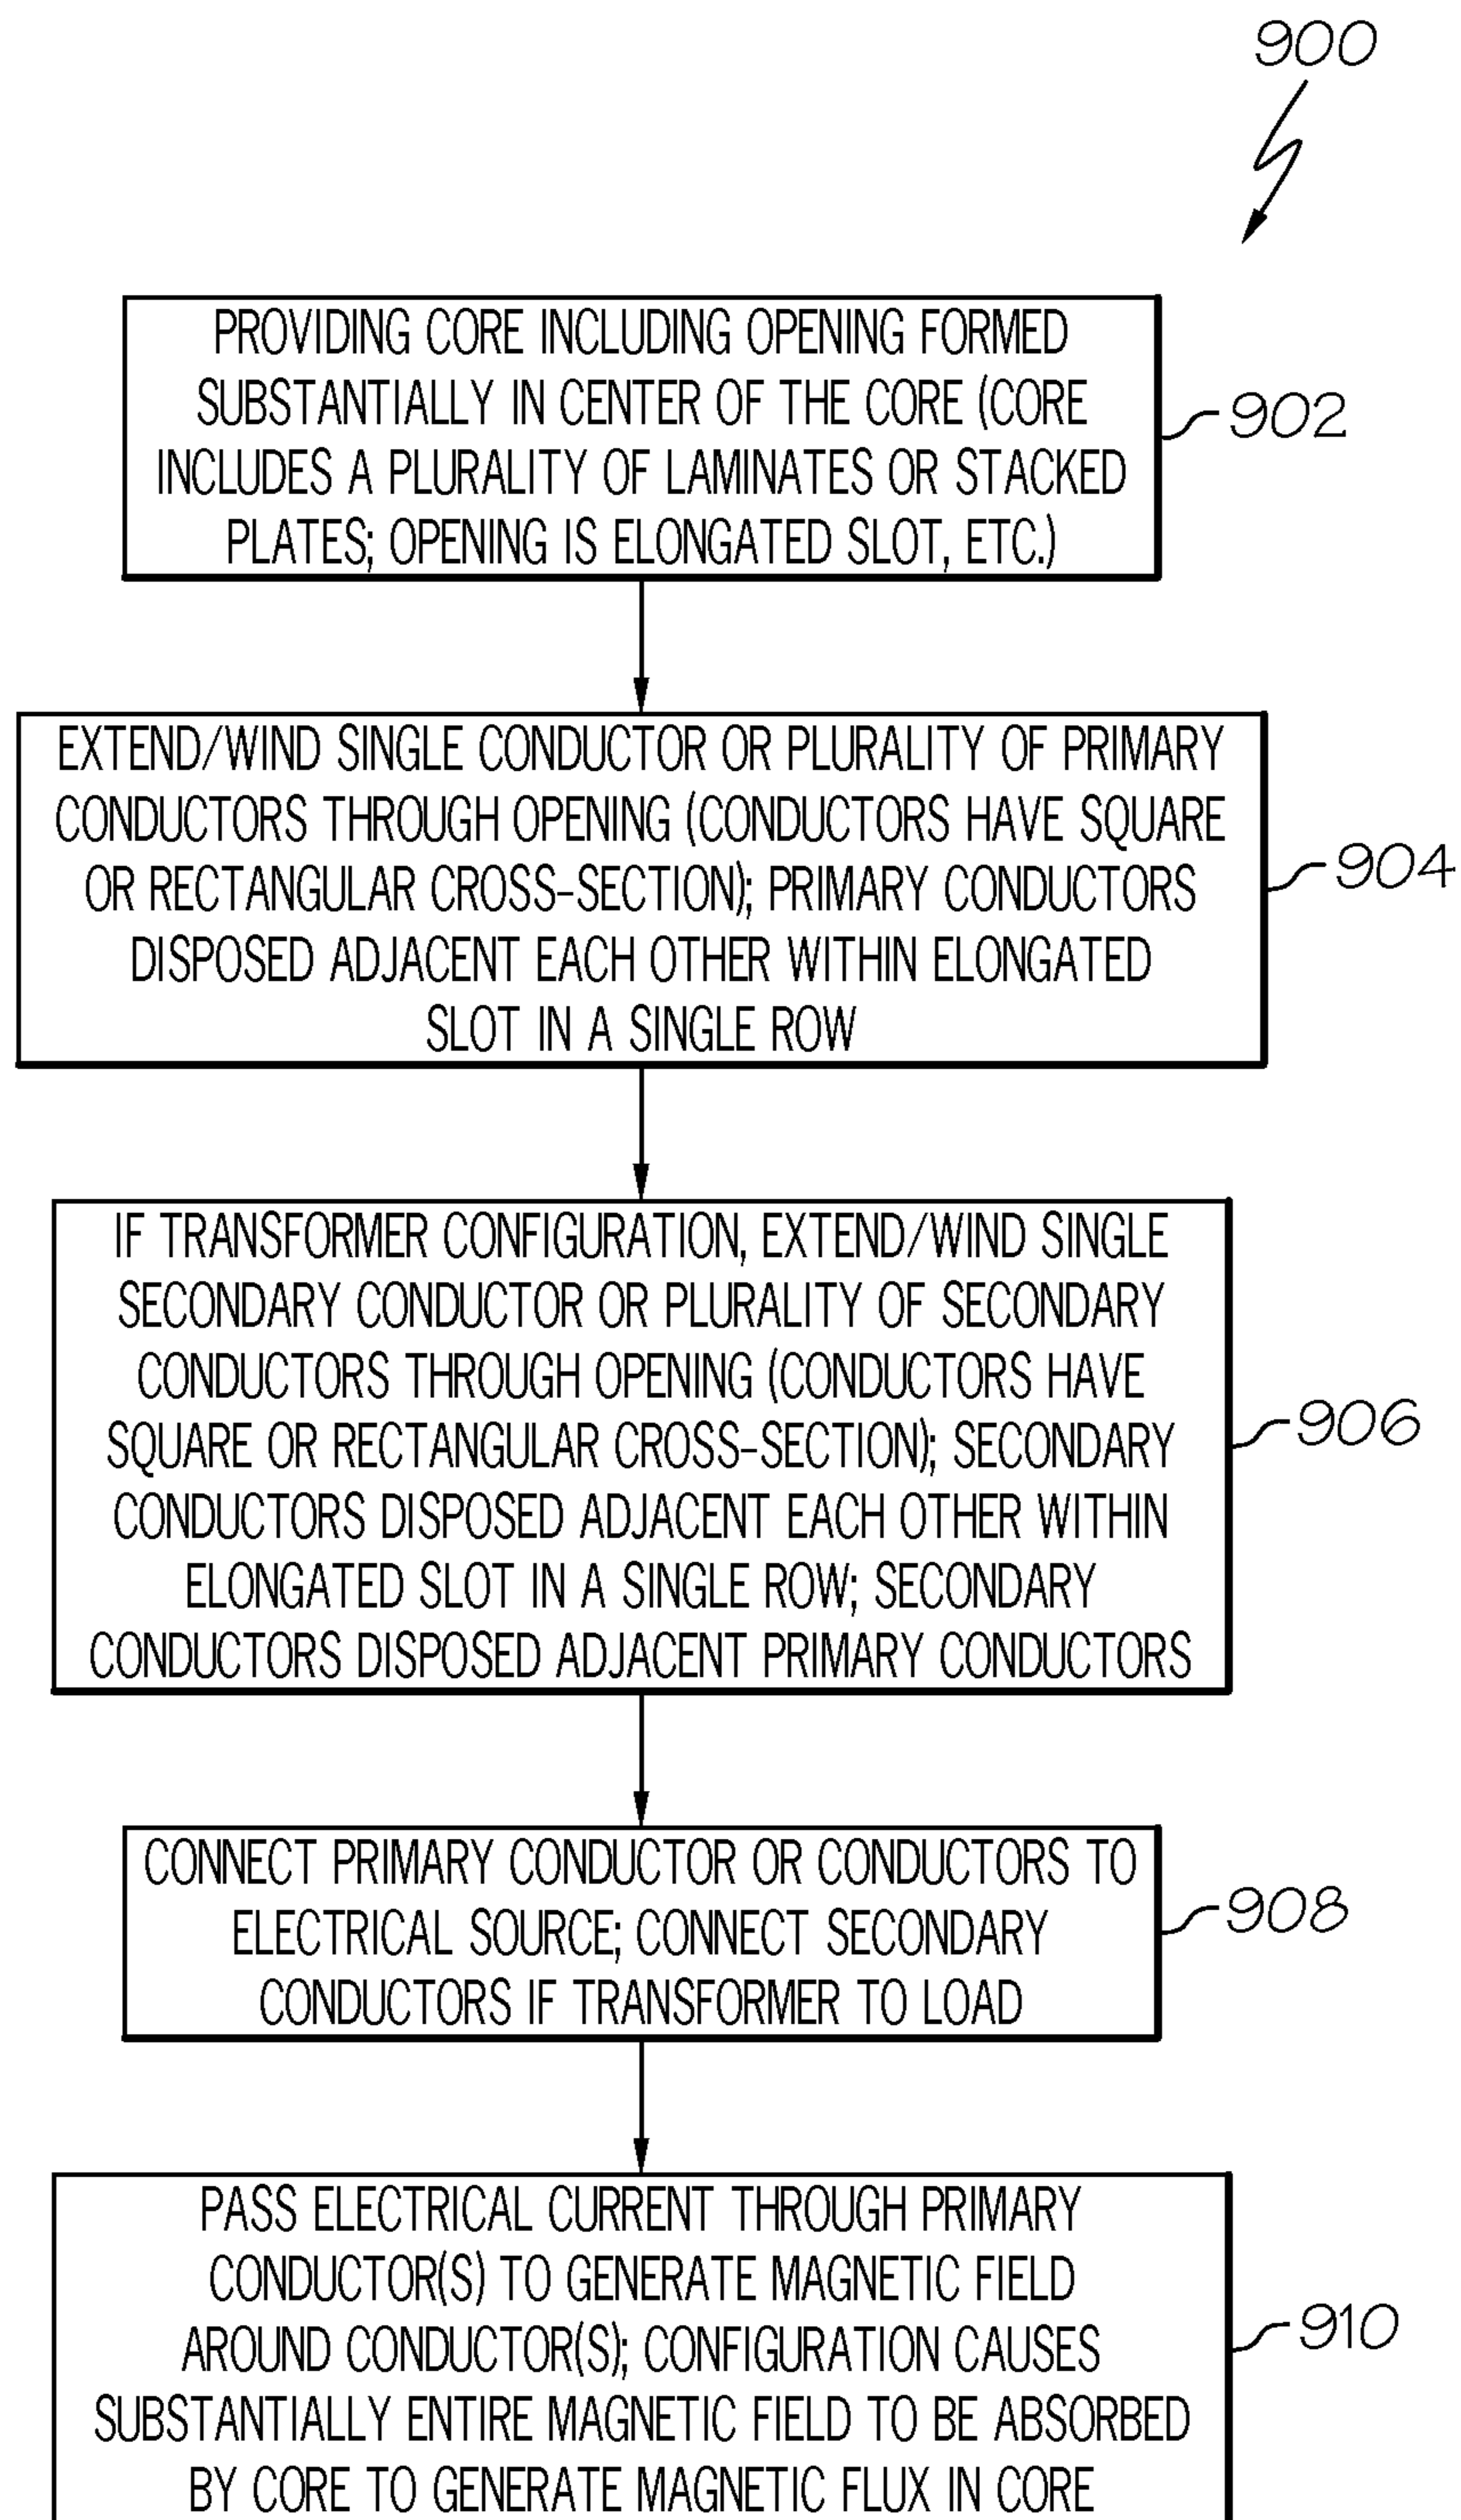 900
PROVIDING CORE INCLUDING OPENING FORMED
SUBSTANTIALLY IN CENTER OF THE CORE (CORE
INCLUDES A PLURALITY OF LAMINATES OR STACKED
PLATES; OPENING IS ELONGATED SLOT, ETC.)
902
EXTEND/WIND SINGLE CONDUCTOR OR PLURALITY OF PRIMARY
CONDUCTORS THROUGH OPENING (CONDUCTORS HAVE SQUARE
OR RECTANGULAR CROSS-SECTION); PRIMARY CONDUCTORS
DISPOSED ADJACENT EACH OTHER WITHIN ELONGATED
SLOT IN A SINGLE ROW
904
IF TRANSFORMER CONFIGURATION, EXTEND/WIND SINGLE
SECONDARY CONDUCTOR OR PLURALITY OF SECONDARY
CONDUCTORS THROUGH OPENING (CONDUCTORS HAVE
SQUARE OR RECTANGULAR CROSS-SECTION); SECONDARY
CONDUCTORS DISPOSED ADJACENT EACH OTHER WITHIN
ELONGATED SLOT IN A SINGLE ROW; SECONDARY
CONDUCTORS DISPOSED ADJACENT PRIMARY CONDUCTORS
906
CONNECT PRIMARY CONDUCTOR OR CONDUCTORS TO
ELECTRICAL SOURCE; CONNECT SECONDARY
CONDUCTORS IF TRANSFORMER TO LOAD
908
PASS ELECTRICAL CURRENT THROUGH PRIMARY
CONDUCTOR(S) TO GENERATE MAGNETIC FIELD
AROUND CONDUCTOR(S); CONFIGURATION CAUSES
SUBSTANTIALLY ENTIRE MAGNETIC FIELD TO BE ABSORBED
BY CORE TO GENERATE MAGNETIC FLUX IN CORE
910